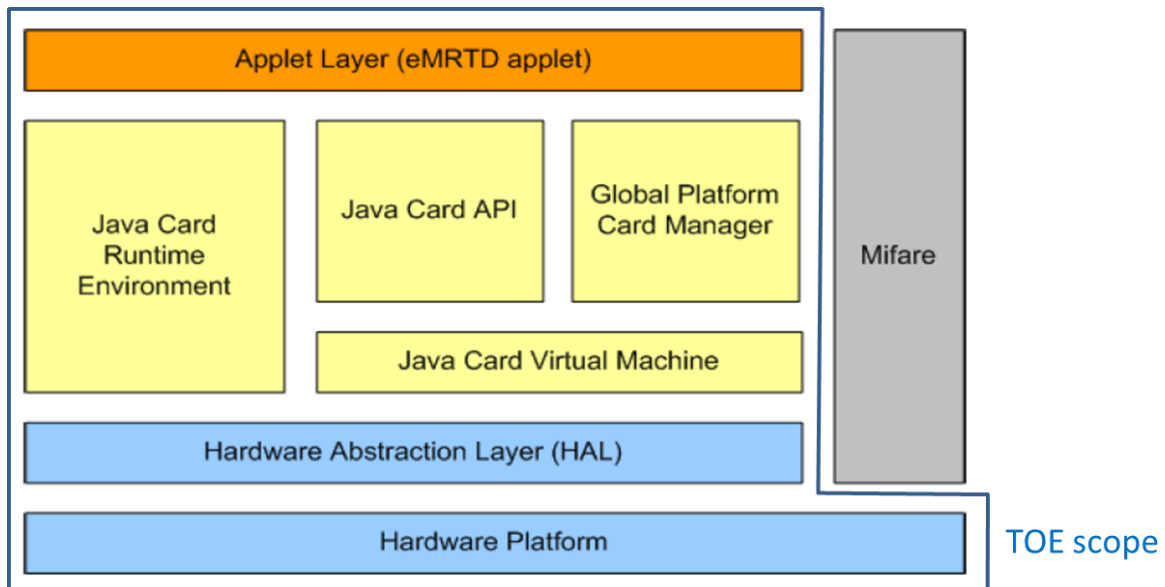 Applet Layer (eMRTD applet)
Java Card
Runtime
Environment
Java Card API
Global Platform
Card Manager
Mifare
Java Card Virtual Machine
Hardware Abstraction Layer (HAL)
Hardware Platform
TOE scope